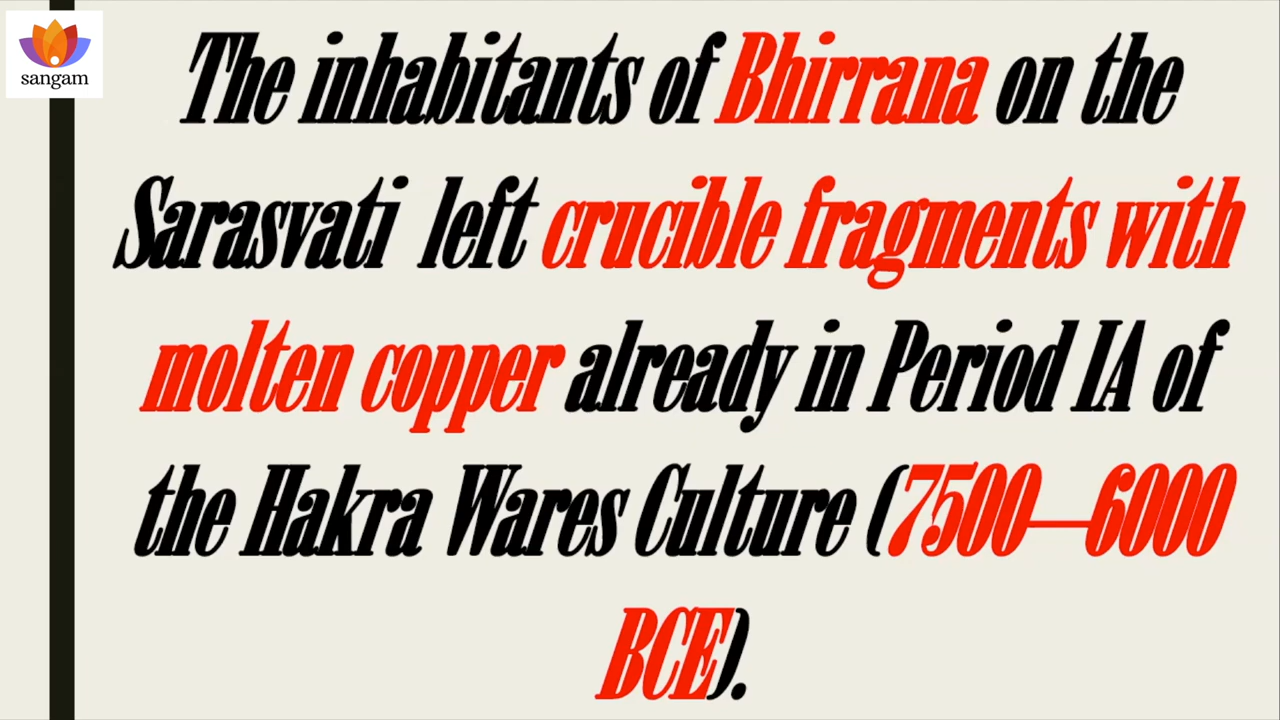 sangam
The inhabitants of Bhirrana on the
Sarasvati left crucible fragments with
molten copper already in Period IA of
the Hakra Wares Culture (7500—6000
BCE).